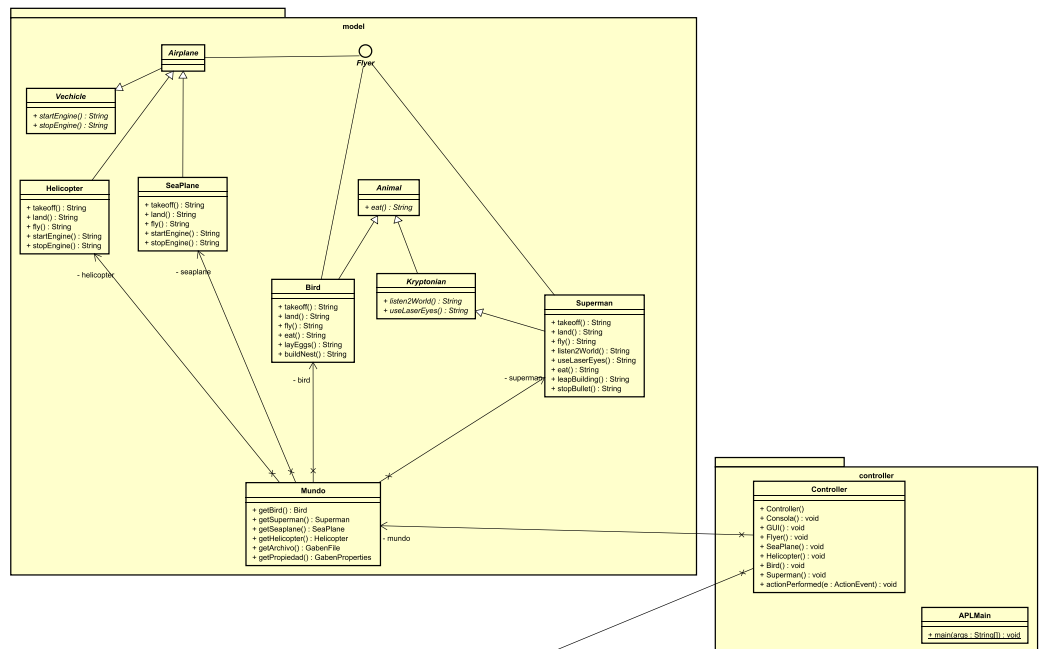 model
Airplane
Flyer
Vechicle
+ startEngine() : String
+ stopEngine() : String
Helicopter
+ takeoff() : String
+ land() : String
+ fly() : String
+ startEngine() : String
+ stopEngine() : String
SeaPlane
+ takeoff() : String
+ land() : String
+ fly() : String
+ startEngine() : String
+ stopEngine() : String
Animal
+ eat() : String
- helicopter
- seaplane
Bird
+ takeoff() : String
+ land() : String
+ fly() : String
+ eat() : String
+ layEggs() : String
+ buildNest() : String
Kryptonian
+ listen2World() : String
+ useLaserEyes() : String
Superman
+ takeoff() : String
+ land() : String
+ fly() : String
+ listen2World() : String
+ useLaserEyes() : String
+ eat() : String
+ leapBuilding() : String
+ stopBullet() : String
- bird
- superman
Mundo
+ getBird() : Bird
+ getSuperman() : Superman
+ getSeaplane() : SeaPlane
+ getHelicopter() : Helicopter
+ getArchivo() : GabenFile
+ getPropiedad() : GabenProperties
- mundo
controller
Controller
+ Controller()
+ Consola() : void
+ GUI() : void
+ Flyer() : void
+ SeaPlane() : void
+ Helicopter() : void
+ Bird() : void
+ Superman() : void
+ actionPerformed(e : ActionEvent) : void
APLMain
+ main(args : String[]) : void